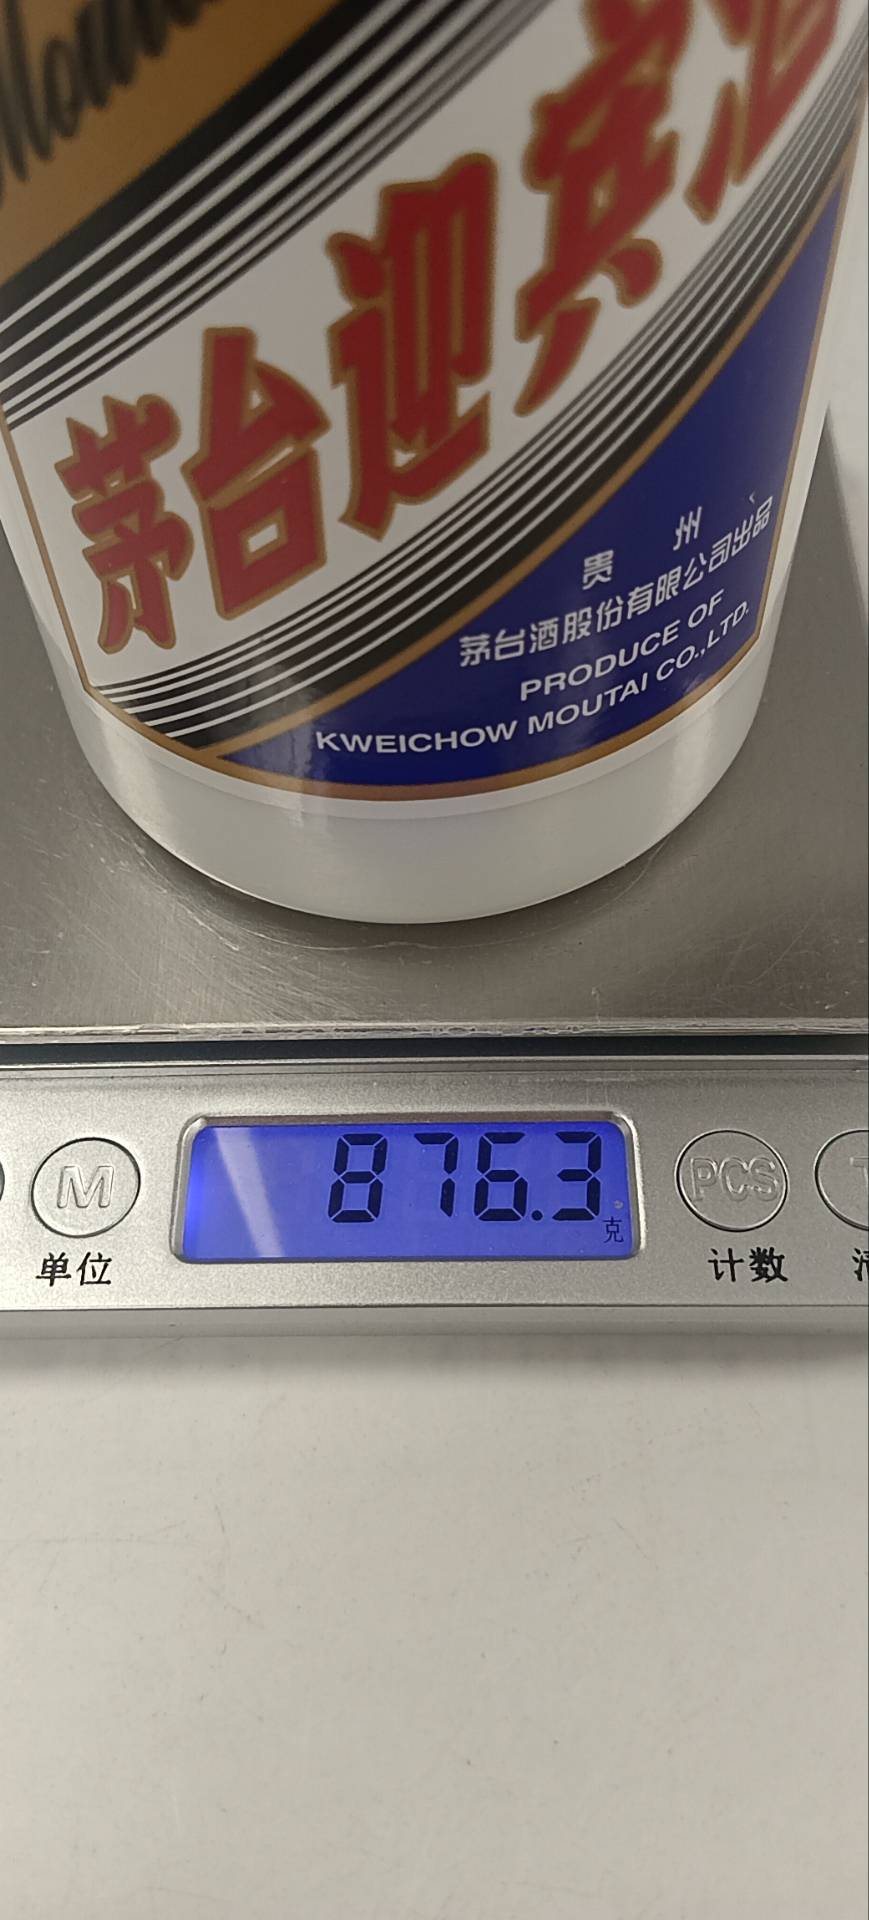 茅台迎宾酒
贵州
茅台酒股份有限公司出品
PRODUCE OF
KWEICHOW MOUTAI CO.,LTD.
876.3
克
M
PCS
单位
计数